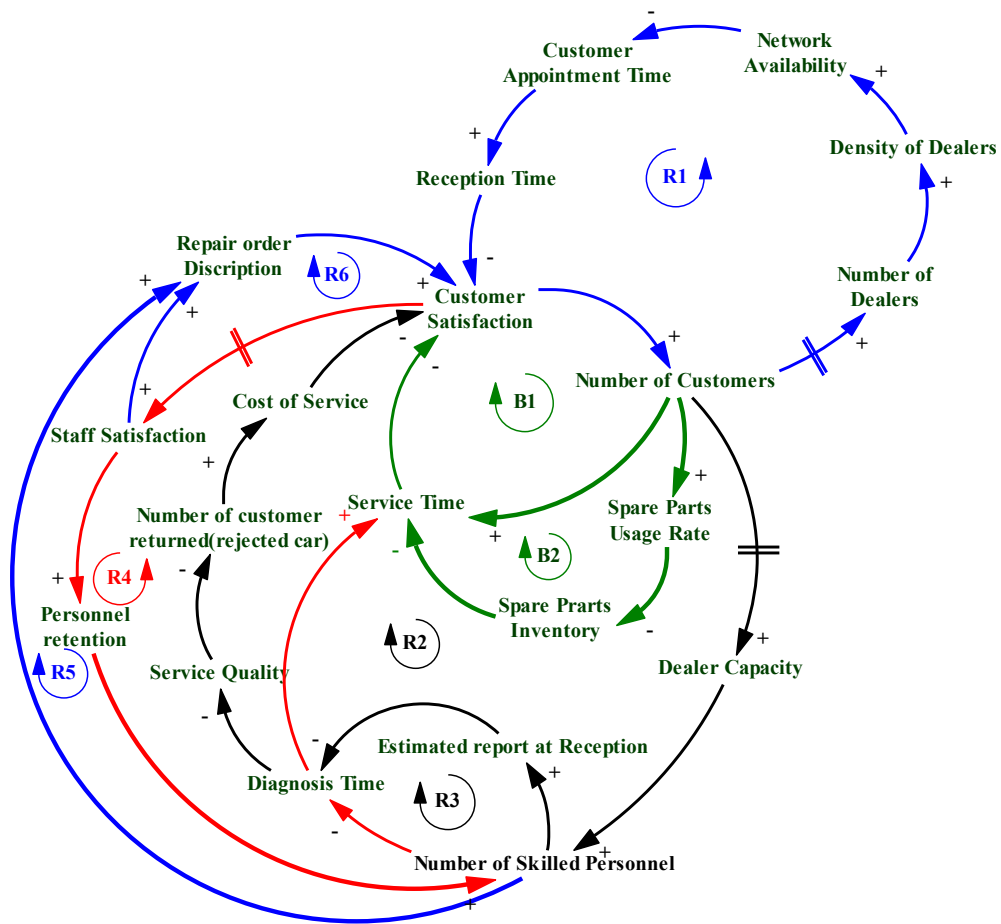 -
Customer
Appointment Time
Network
Availability
+
+
Density of Dealers
+
Reception Time
R1
+
-
Repair order
Discription
R6
+
+
+
Customer
Satisfaction
Number of
Dealers
+
-
-
+
Number of Customers
Cost of Service
B1
+
+
Staff Satisfaction
+
Service Time
+
+
+
Spare Parts
Usage Rate
Number of customer
returned(rejected car)
-
B2
-
+
R4
Personnel
retention
Spare Prarts
Inventory
-
+
R2
R5
Service Quality
Dealer Capacity
-
-
Estimated report at Reception
Diagnosis Time
+
R3
-
+
Number of Skilled Personnel
+